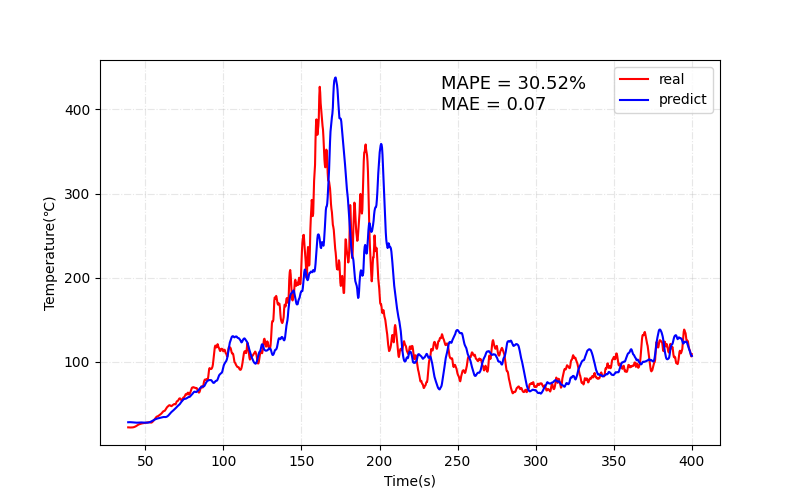 MAPE = 30.52%
MAE = 0.07
real
predict
Temperature(℃)
400
300
200
100
50
100
150
200
250
300
350
400
Time(s)